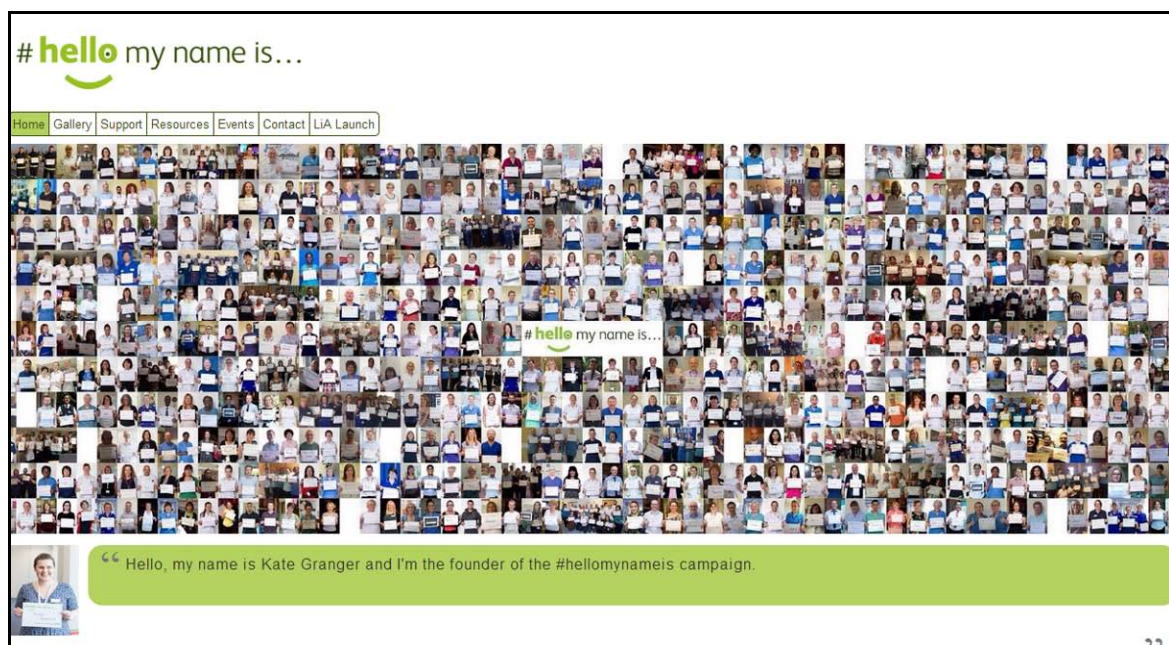 # hello my name is...
Home Gallery Support Resources Events Contact LiA Launch
# hello my name is...
“ Hello, my name is Kate Granger and I'm the founder of the #hellomynameis campaign.
”